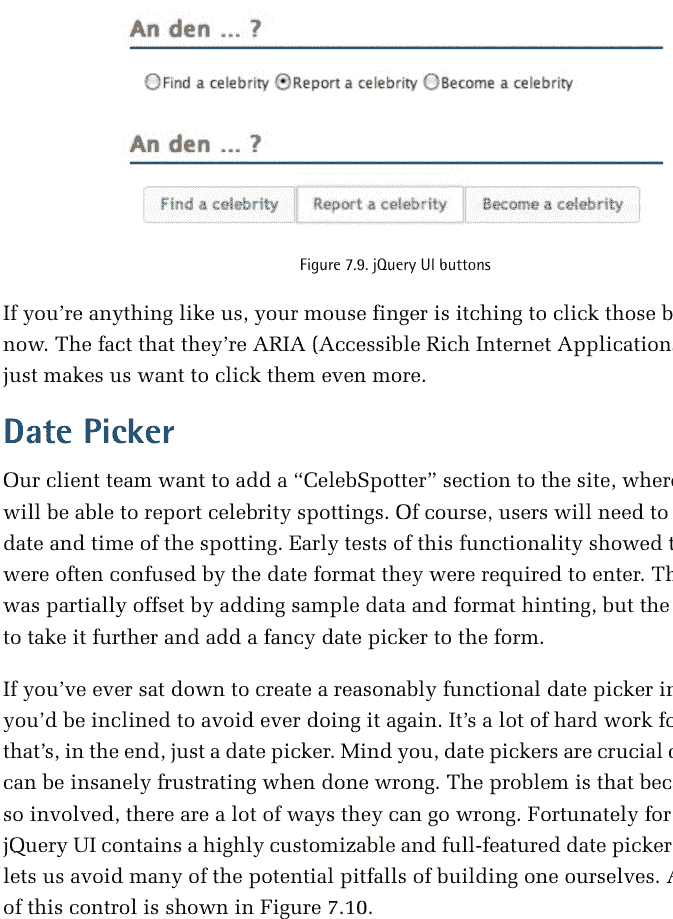 An den ... ?
Find a celebrity Report a celebrity Become a celebrity
An den ... ?
Find a celebrity Report a celebrity Become a celebrity
Figure 7.9. jQuery UI buttons
If you’re anything like us, your mouse finger is itching to click those b
now. The fact that they’re ARIA (Accessible Rich Internet Application
just makes us want to click them even more.
Date Picker
Our client team want to add a “CelebSpotter” section to the site, wher
will be able to report celebrity spottings. Of course, users will need to
date and time of the spotting. Early tests of this functionality showed t
were often confused by the date format they were required to enter. Th
was partially offset by adding sample data and format hinting, but the
to take it further and add a fancy date picker to the form.
If you’ve ever sat down to create a reasonably functional date picker in
you’d be inclined to avoid ever doing it again. It’s a lot of hard work fo
that’s, in the end, just a date picker. Mind you, date pickers are crucial
can be insanely frustrating when done wrong. The problem is that bec
so involved, there are a lot of ways they can go wrong. Fortunately for
jQuery UI contains a highly customizable and full-featured date picker
lets us avoid many of the potential pitfalls of building one ourselves. A
of this control is shown in Figure 7.10.